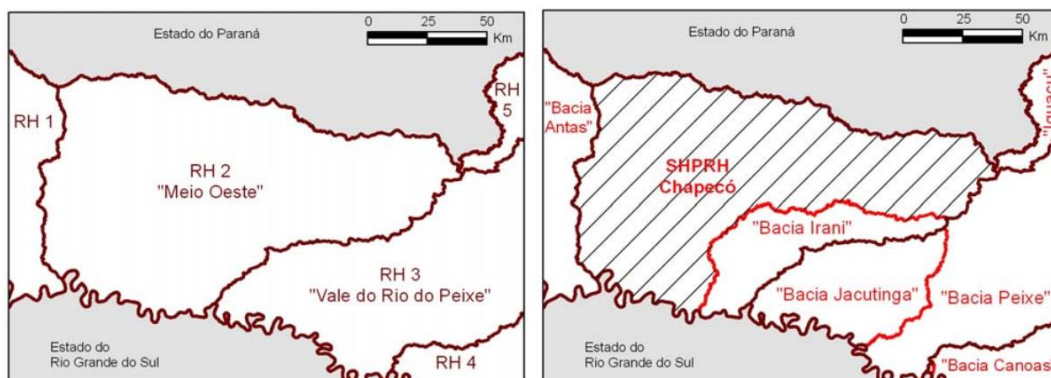 0 25 50
Km
Estado do Paraná
RH
5
RH 1
RH 2
"Meio Oeste"
RH 3
"Vale do Rio do Peixe"
Estado do
Rio Grande do Sul
RH 4
0 25 50
Km
Estado do Paraná
"Iguaçu"
"Bacia
Antas"
SHPRH
Chapecó
"Bacia Irani"
"Bacia Jacutinga"
"Bacia Peixe"
Estado do
Rio Grande do Sul
"Bacia Canoas"